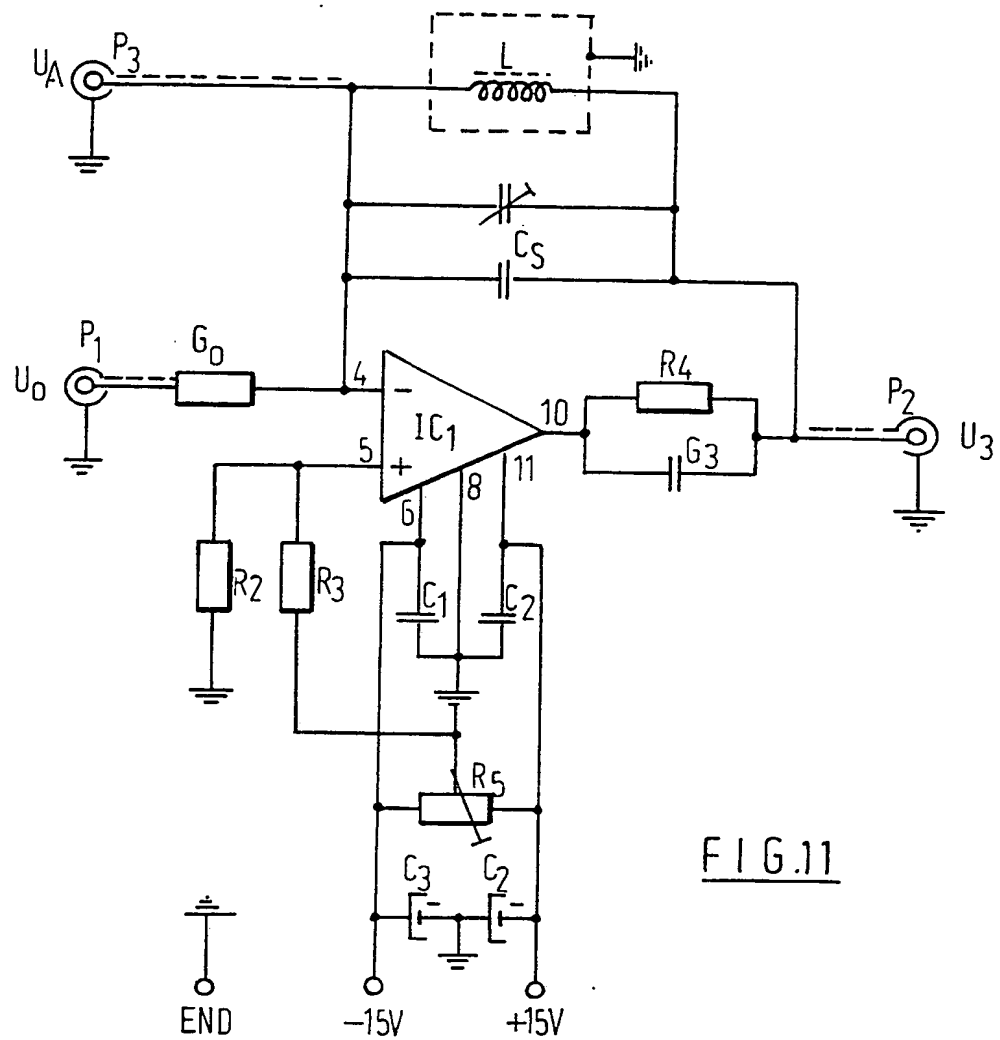 P3
UA
L
CS
P1
G0
U0
4
−
IC1
5
+
10
R4
G3
P2
U3
6
8
11
R2
R3
C1
C2
R5
C3
C2
FIG.11
END
−15V
+15V